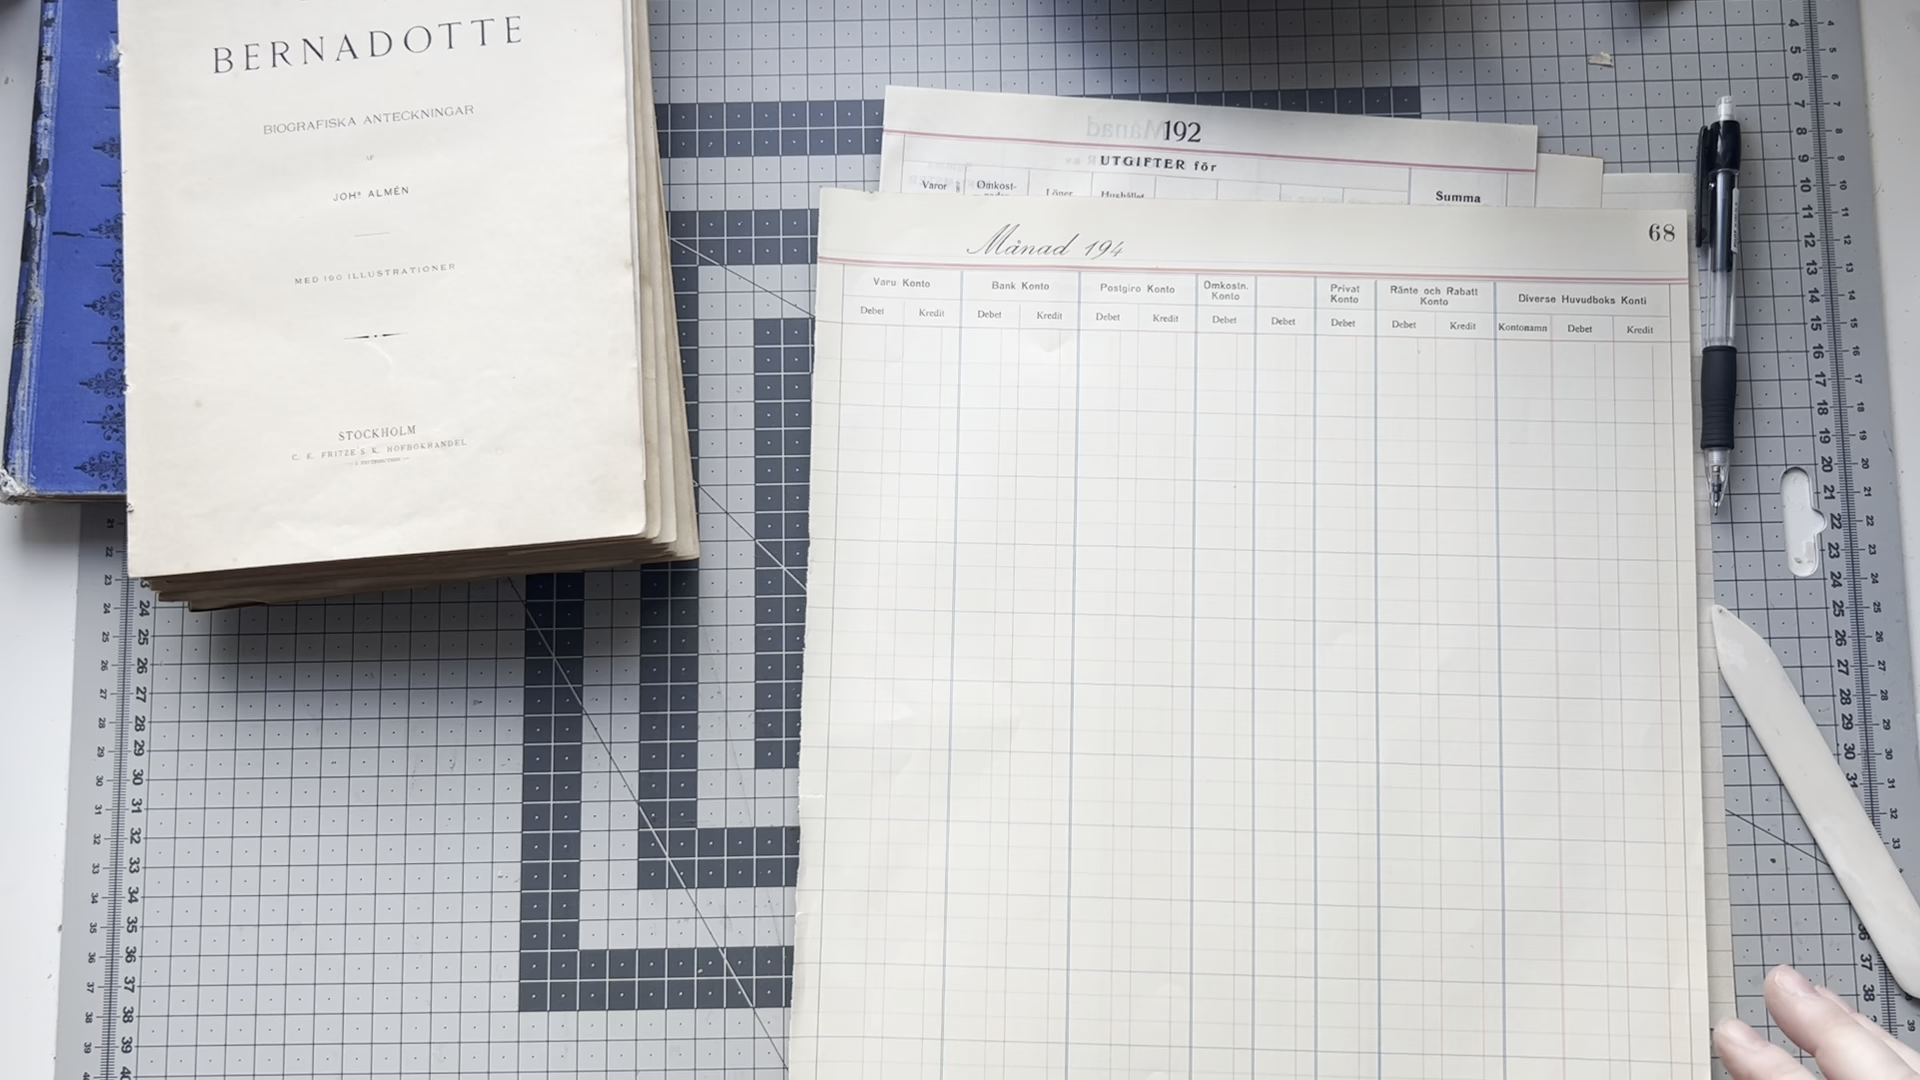 BERNADOTTE
BIOGRAFISKA ANTECKNINGAR
AF
JOHS ALMÉN
MED 190 ILLUSTRATIONER
STOCKHOLM
C. E. FRITZE'S K. HOFBOKHANDEL
192
UTGIFTER för
Varor Omkost- Löner Hushållet Summa
Månad 194 68
Varu Konto Bank Konto Postgiro Konto Omkostn. Konto Privat Konto Ränte och Rabatt Konto Diverse Huvudboks Konti
Debet Kredit Debet Kredit Debet Kredit Debet Debet Debet Debet Kredit Kontonamn Debet Kredit